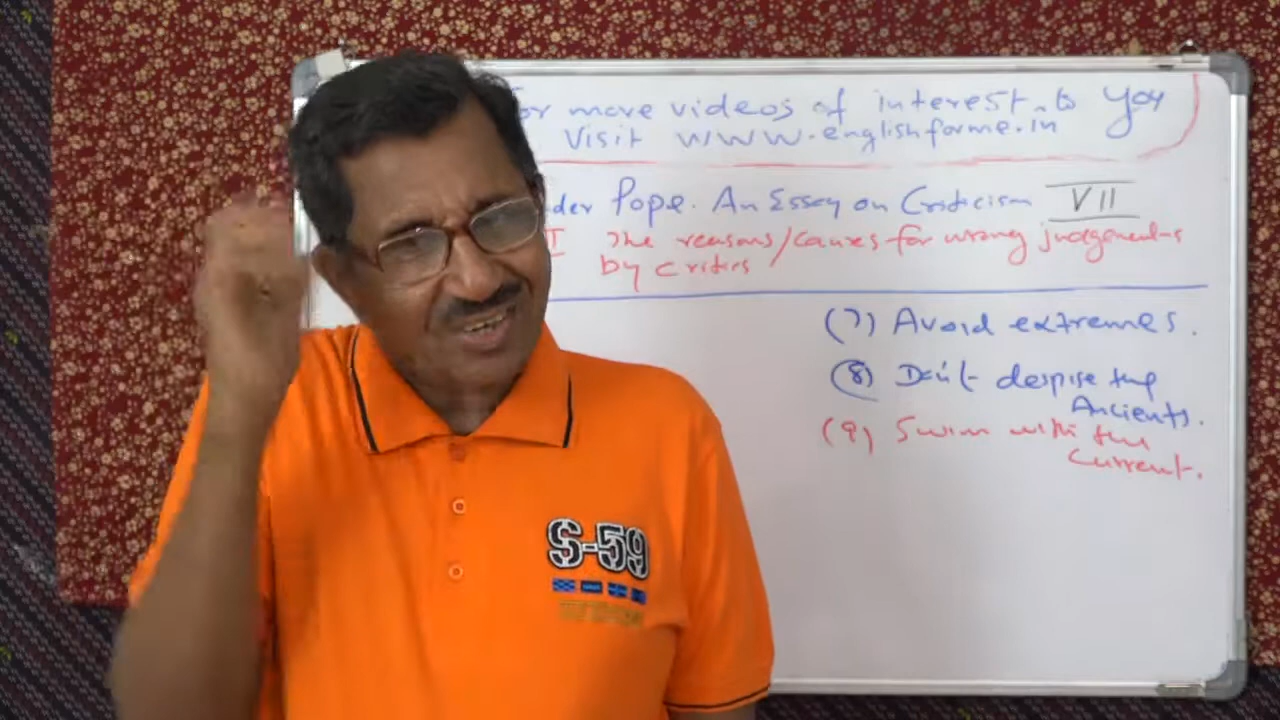 or more videos of interest to you
Visit www.englishforme.in
der Pope. An Essay on Criticism VII
I The reasons/causes for wrong judgements
by critics
(7) Avoid extremes.
(8) Don't despise the
Ancients.
(9) Swim with the
Current.
S-59